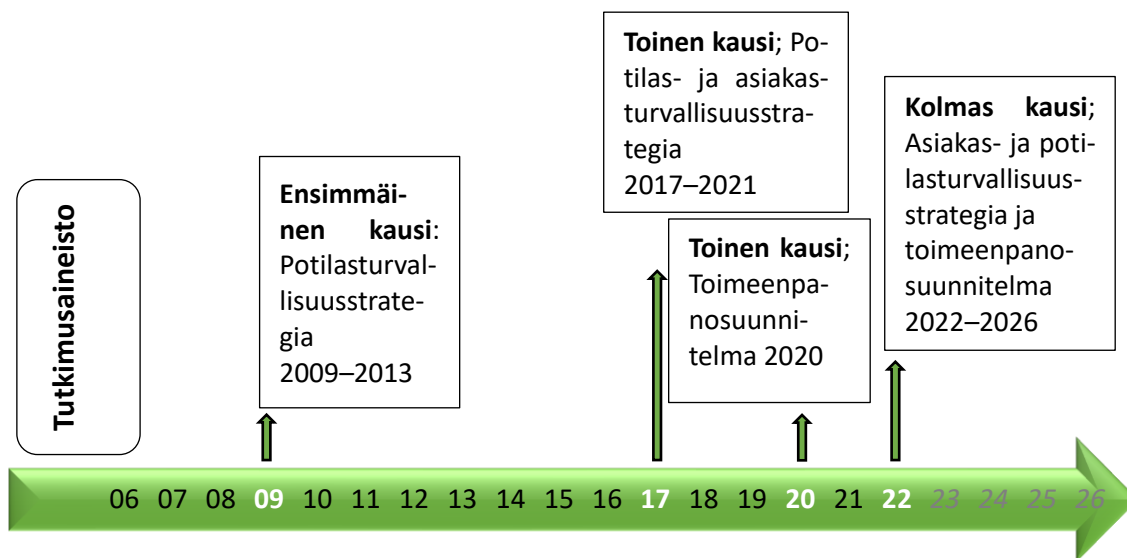 Tutkimusaineisto
Ensimmäi-
nen kausi:
Potilasturval-
lisuusstrate-
gia
2009–2013
Toinen kausi; Po-
tilas- ja asiakas-
turvallisuusstra-
tegia
2017–2021
Toinen kausi;
Toimeenpa-
nosuunni-
telma 2020
Kolmas kausi;
Asiakas- ja poti-
lasturvallisuus-
strategia ja
toimeenpano-
suunnitelma
2022–2026
06 07 08 09 10 11 12 13 14 15 16 17 18 19 20 21 22 23 24 25 26